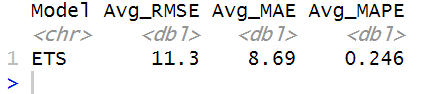 Model Avg_RMSE Avg_MAE Avg_MAPE
<chr> <dbl> <dbl> <dbl>
1 ETS 11.3 8.69 0.246
>